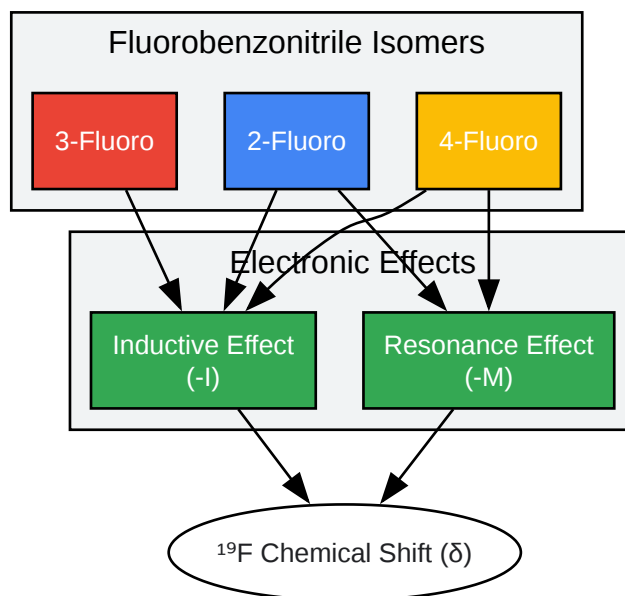 Fluorobenzonitrile Isomers
3-Fluoro
2-Fluoro
4-Fluoro
Electronic Effects
Inductive Effect
(-I)
Resonance Effect
(-M)
¹⁹F Chemical Shift (δ)